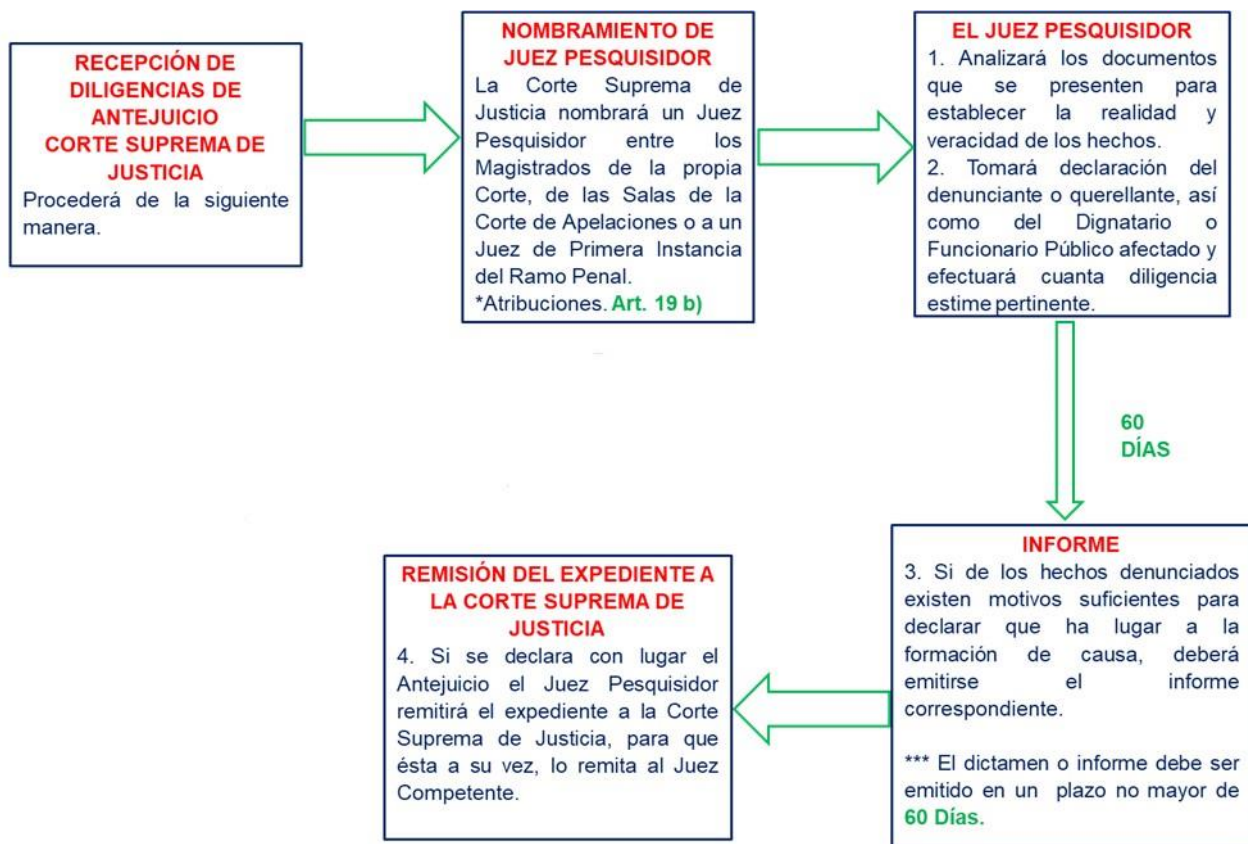 RECEPCIÓN DE
DILIGENCIAS DE
ANTEJUICIO
CORTE SUPREMA DE
JUSTICIA
Procederá de la siguiente
manera.
NOMBRAMIENTO DE
JUEZ PESQUISIDOR
La Corte Suprema de
Justicia nombrará un Juez
Pesquisidor entre los
Magistrados de la propia
Corte, de las Salas de la
Corte de Apelaciones o a un
Juez de Primera Instancia
del Ramo Penal.
*Atribuciones. Art. 19 b)
EL JUEZ PESQUISIDOR
1. Analizará los documentos
que se presenten para
establecer la realidad y
veracidad de los hechos.
2. Tomará declaración del
denunciante o querellante, así
como del Dignatario o
Funcionario Público afectado y
efectuará cuanta diligencia
estime pertinente.
60
DÍAS
INFORME
3. Si de los hechos denunciados
existen motivos suficientes para
declarar que ha lugar a la
formación de causa, deberá
emitirse el informe
correspondiente.
*** El dictamen o informe debe ser
emitido en un plazo no mayor de
60 Días.
REMISIÓN DEL EXPEDIENTE A
LA CORTE SUPREMA DE
JUSTICIA
4. Si se declara con lugar el
Antejuicio el Juez Pesquisidor
remitirá el expediente a la Corte
Suprema de Justicia, para que
ésta a su vez, lo remita al Juez
Competente.